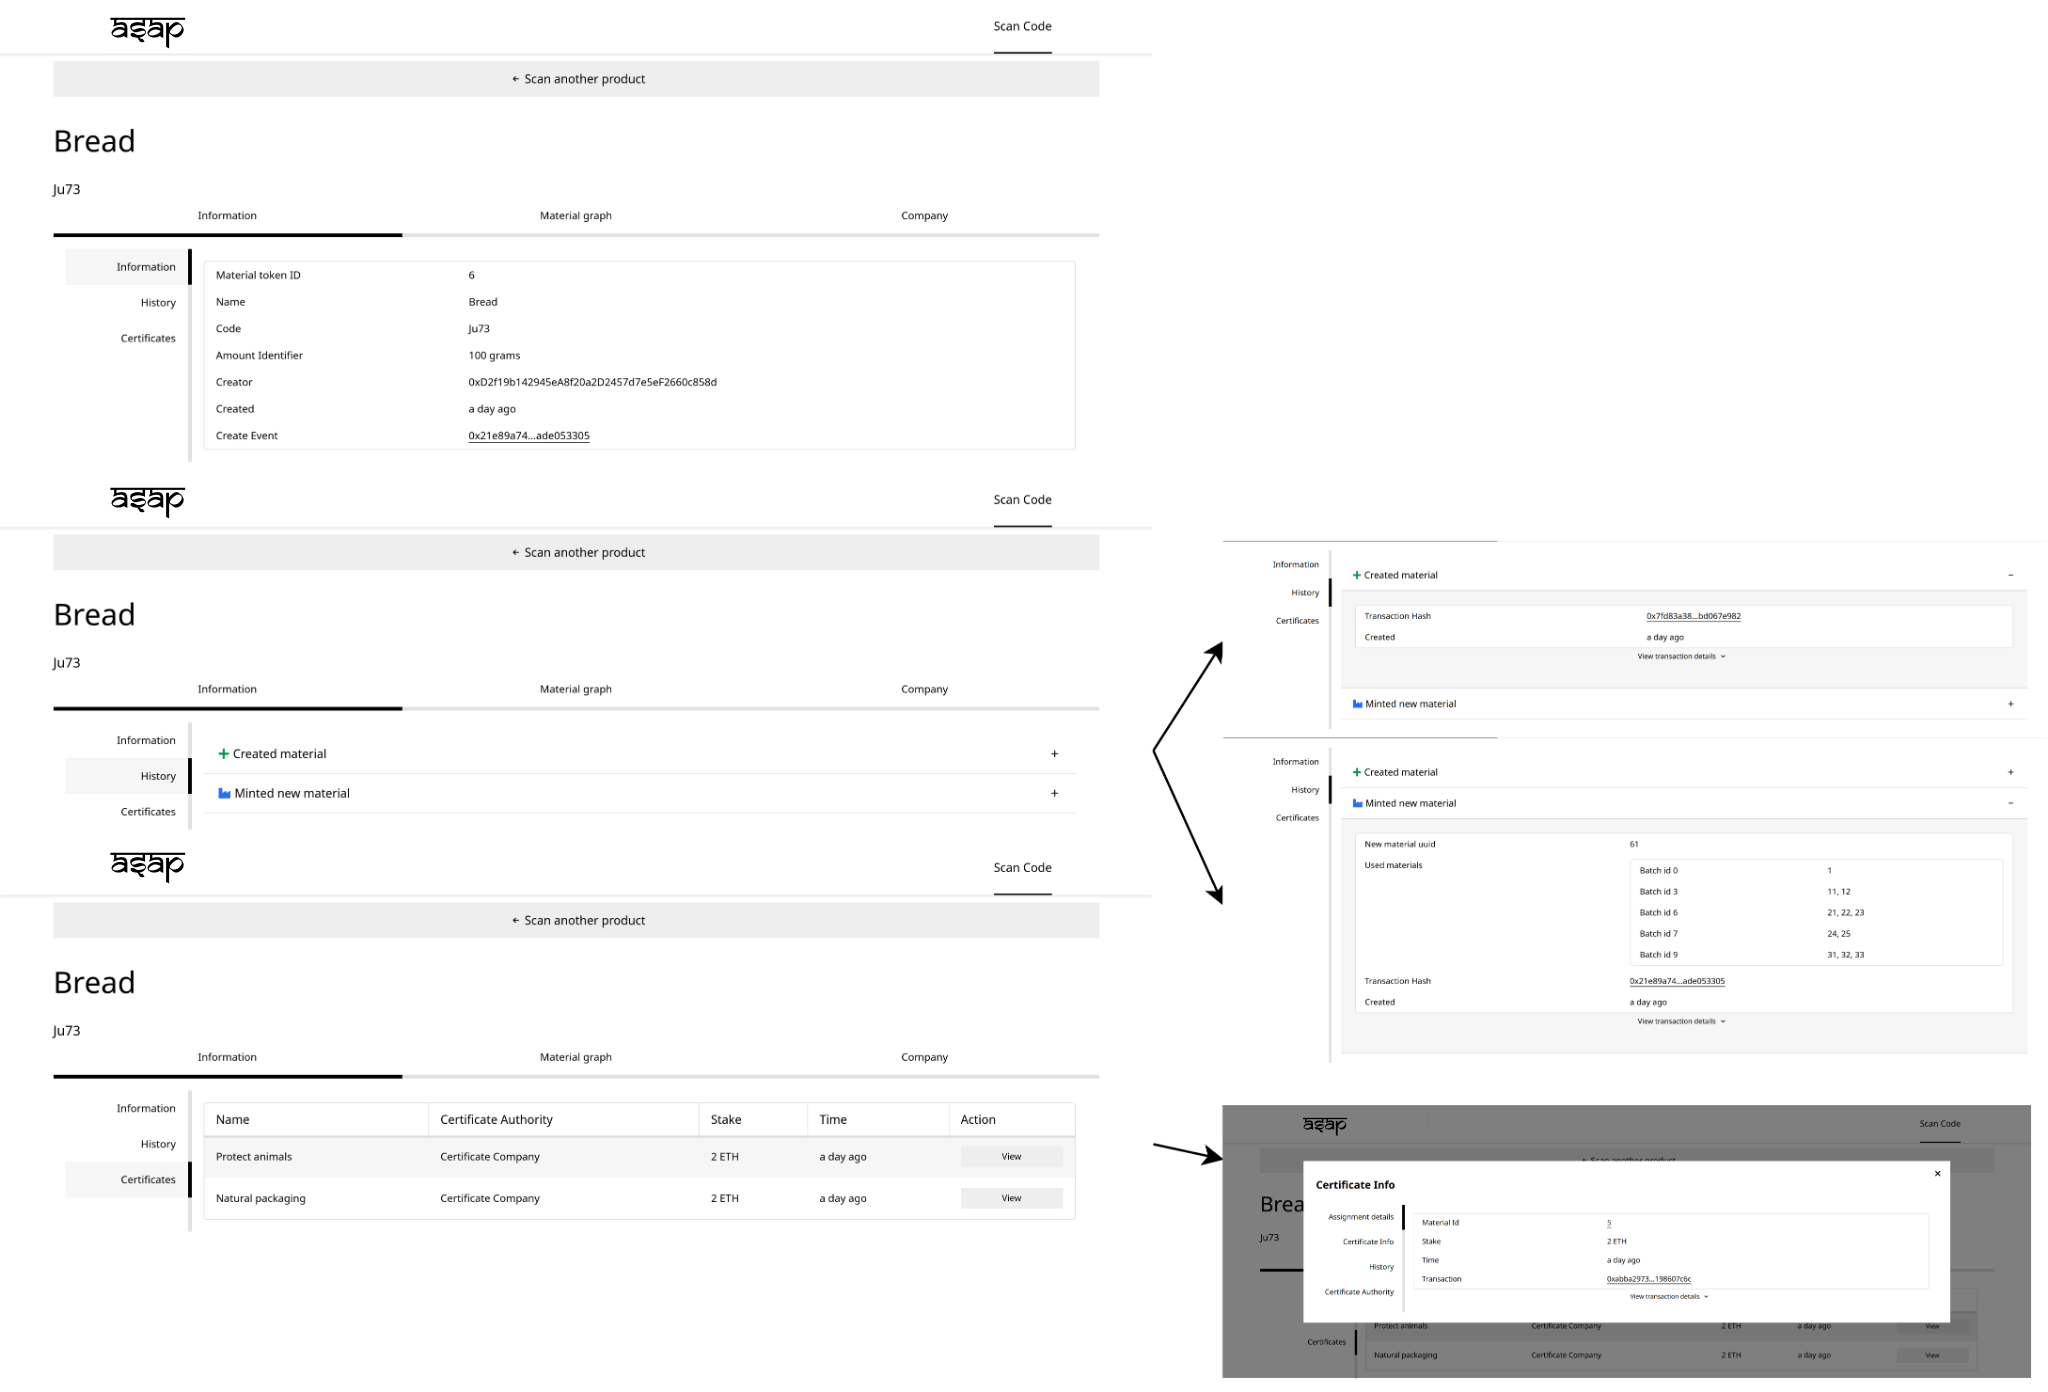 asap
Scan Code
← Scan another product
Bread
Ju73
Information Material graph Company
Information
History
Certificates
Material token ID 6
Name Bread
Code Ju73
Amount Identifier 100 grams
Creator 0xD2f19b142945eA8f20a2D2457d7e5eF2660c858d
Created a day ago
Create Event 0x21e89a74...ade053305
asap
Scan Code
← Scan another product
Bread
Ju73
Information Material graph Company
Information
History
Certificates
+ Created material +
Minted new material +
Information
History
Certificates
+ Created material −
Transaction Hash 0x7fd83a38...bd067e982
Created a day ago
View transaction details
Minted new material +
Information
History
Certificates
+ Created material +
Minted new material −
New material uuid 61
Used materials
Batch id 0 1
Batch id 3 11, 12
Batch id 6 21, 22, 23
Batch id 7 24, 25
Batch id 9 31, 32, 33
Transaction Hash 0x21e89a74...ade053305
Created a day ago
View transaction details
asap
Scan Code
← Scan another product
Bread
Ju73
Information Material graph Company
Information
History
Certificates
Name Certificate Authority Stake Time Action
Protect animals Certificate Company 2 ETH a day ago View
Natural packaging Certificate Company 2 ETH a day ago View
asap
Scan Code
← Scan another product
Brea
Ju73
Certificate Info ×
Assignment details
Certificate Info
History
Certificate Authority
Material Id 5
Stake 2 ETH
Time a day ago
Transaction 0xabba2973...198607c6c
View transaction details
Certificates
Protect animals Certificate Company 2 ETH a day ago View
Natural packaging Certificate Company 2 ETH a day ago View